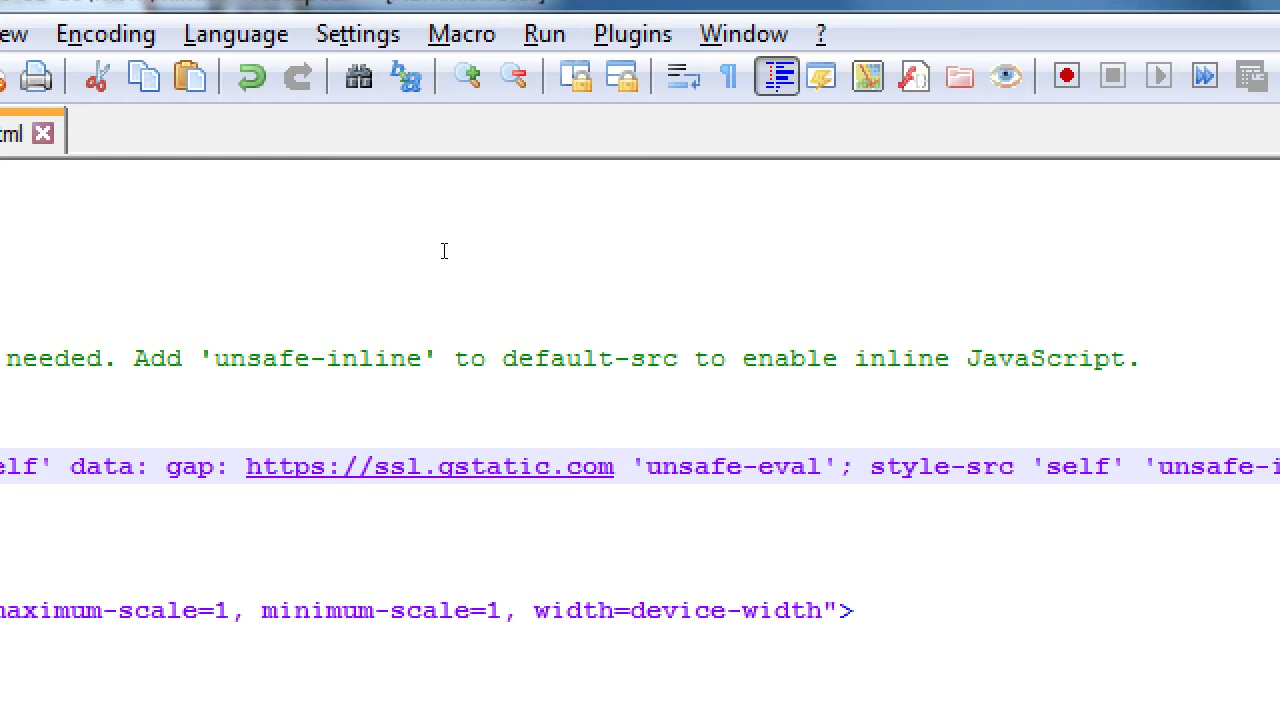 ew Encoding Language Settings Macro Run Plugins Window ?
tml
needed. Add 'unsafe-inline' to default-src to enable inline JavaScript.
elf' data: gap: https://ssl.gstatic.com 'unsafe-eval'; style-src 'self' 'unsafe-i
maximum-scale=1, minimum-scale=1, width=device-width">